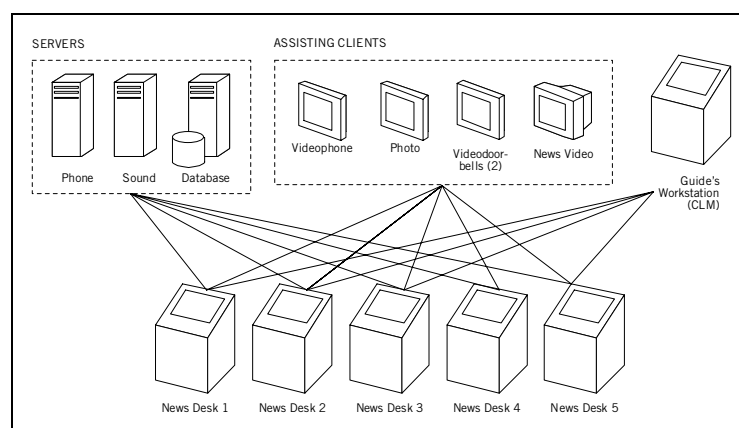 SERVERS
ASSISTING CLIENTS
Phone
Sound
Database
Videophone
Photo
Videodoor-
bells (2)
News Video
Guide's
Workstation
(CLM)
News Desk 1
News Desk 2
News Desk 3
News Desk 4
News Desk 5